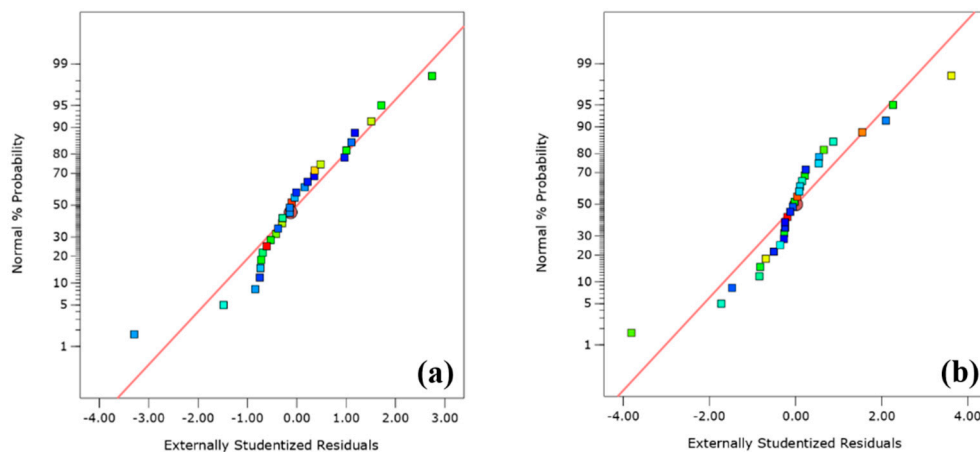 Normal % Probability
99
95
90
80
70
50
30
20
10
5
1
-4.00 -3.00 -2.00 -1.00 0.00 1.00 2.00 3.00
Externally Studentized Residuals
(a)
Normal % Probability
99
95
90
80
70
50
30
20
10
5
1
-4.00 -2.00 0.00 2.00 4.00
Externally Studentized Residuals
(b)